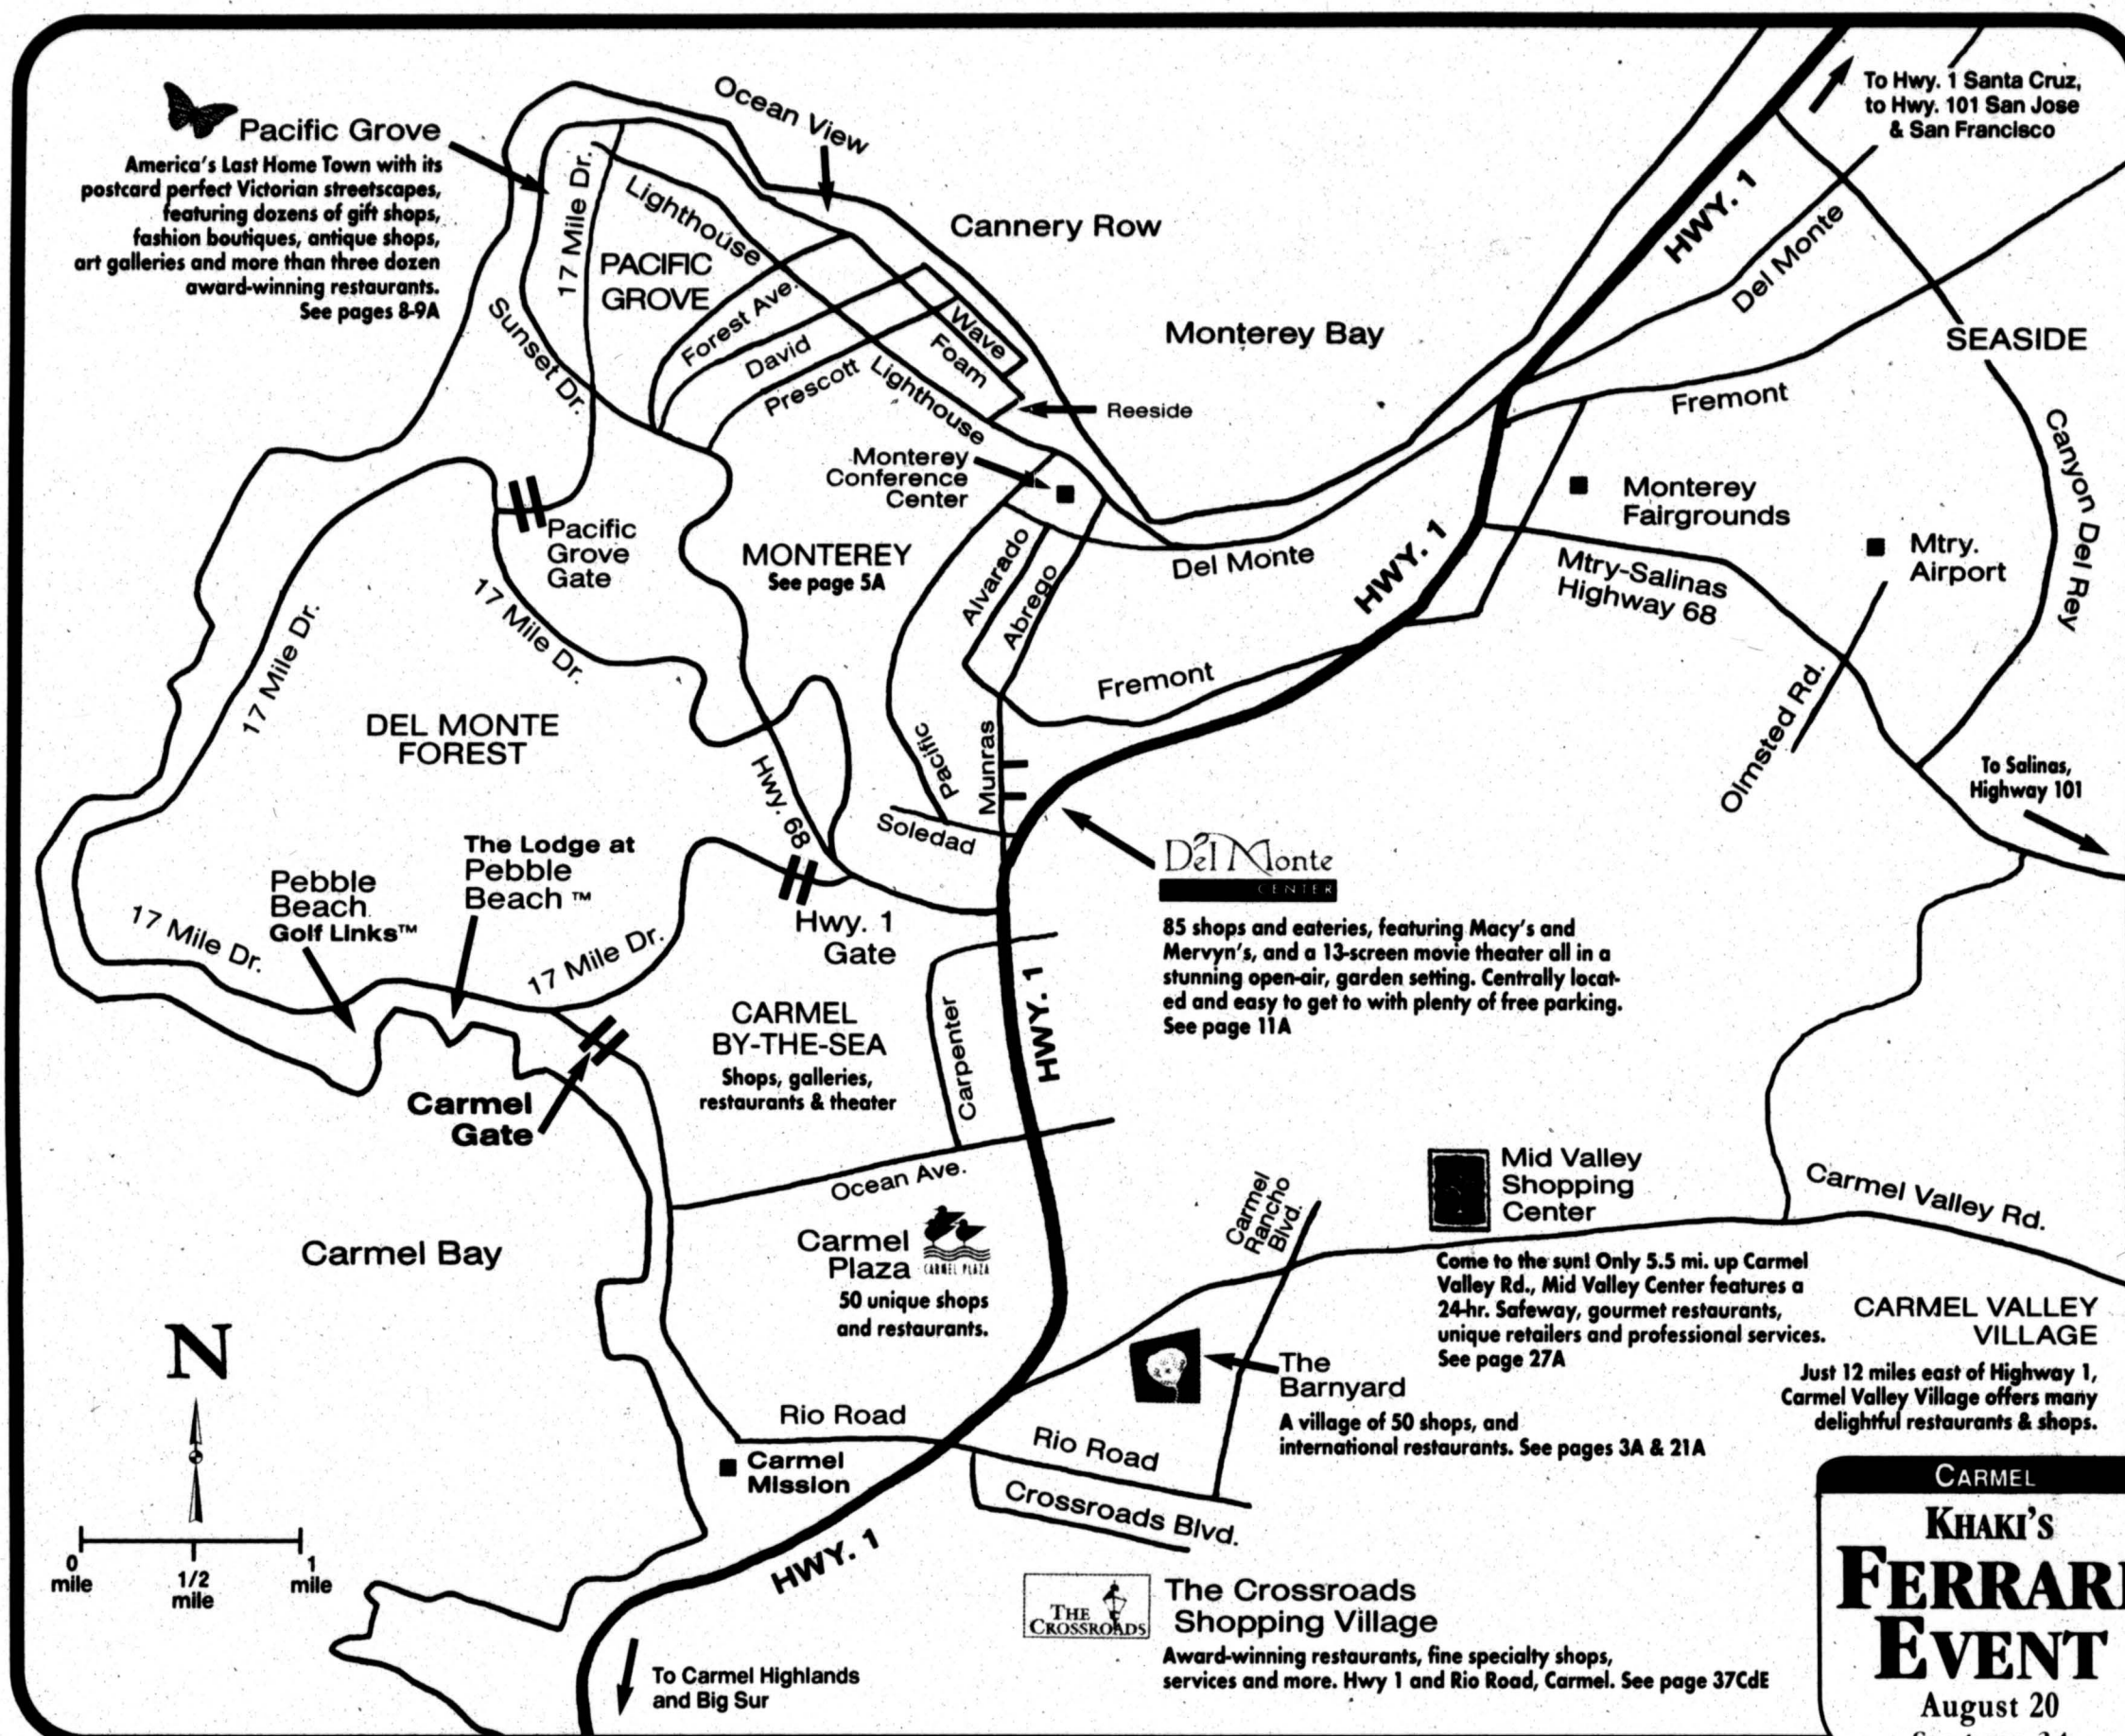 Pacific Grove
America's Last Home Town with its
postcard perfect Victorian streetscapes,
featuring dozens of gift shops,
fashion boutiques, antique shops,
art galleries and more than three dozen
award-winning restaurants.
See pages 8-9A
Ocean View
To Hwy. 1 Santa Cruz,
to Hwy. 101 San Jose
& San Francisco
17 Mile Dr.
Lighthouse
PACIFIC
GROVE
Cannery Row
HWY. 1
Del Monte
Sunset Dr.
Forest Ave.
David
Prescott
Lighthouse
Wave
Foam
Reeside
Monterey Bay
SEASIDE
Fremont
Canyon Del Rey
Monterey
Conference
Center
Monterey
Fairgrounds
Mtry.
Airport
Pacific
Grove
Gate
MONTEREY
See page 5A
Alvarado
Abrego
Del Monte
HWY. 1
Mtry-Salinas
Highway 68
17 Mile Dr.
17 Mile Dr.
Fremont
Olmsted Rd.
DEL MONTE
FOREST
Hwy. 68
Pacific
Munras
Soledad
To Salinas,
Highway 101
The Lodge at
Pebble
Beach ™
Pebble
Beach
Golf Links™
17 Mile Dr.
17 Mile Dr.
Hwy. 1
Gate
Del Monte
CENTER
85 shops and eateries, featuring Macy's and
Mervyn's, and a 13-screen movie theater all in a
stunning open-air, garden setting. Centrally locat-
ed and easy to get to with plenty of free parking.
See page 11A
CARMEL
BY-THE-SEA
Shops, galleries,
restaurants & theater
Carpenter
HWY. 1
Carmel
Gate
Ocean Ave.
Carmel
Plaza
CARMEL PLAZA
50 unique shops
and restaurants.
Carmel Bay
Carmel
Rancho
Blvd.
Mid Valley
Shopping
Center
Carmel Valley Rd.
Come to the sun! Only 5.5 mi. up Carmel
Valley Rd., Mid Valley Center features a
24-hr. Safeway, gourmet restaurants,
unique retailers and professional services.
See page 27A
CARMEL VALLEY
VILLAGE
Just 12 miles east of Highway 1,
Carmel Valley Village offers many
delightful restaurants & shops.
The
Barnyard
A village of 50 shops, and
international restaurants. See pages 3A & 21A
N
0
mile
1/2
mile
1
mile
Rio Road
Carmel
Mission
Rio Road
Crossroads Blvd.
HWY. 1
THE
CROSSROADS
The Crossroads
Shopping Village
Award-winning restaurants, fine specialty shops,
services and more. Hwy 1 and Rio Road, Carmel. See page 37CdE
To Carmel Highlands
and Big Sur
CARMEL
KHAKI'S
FERRARI
EVENT
August 20